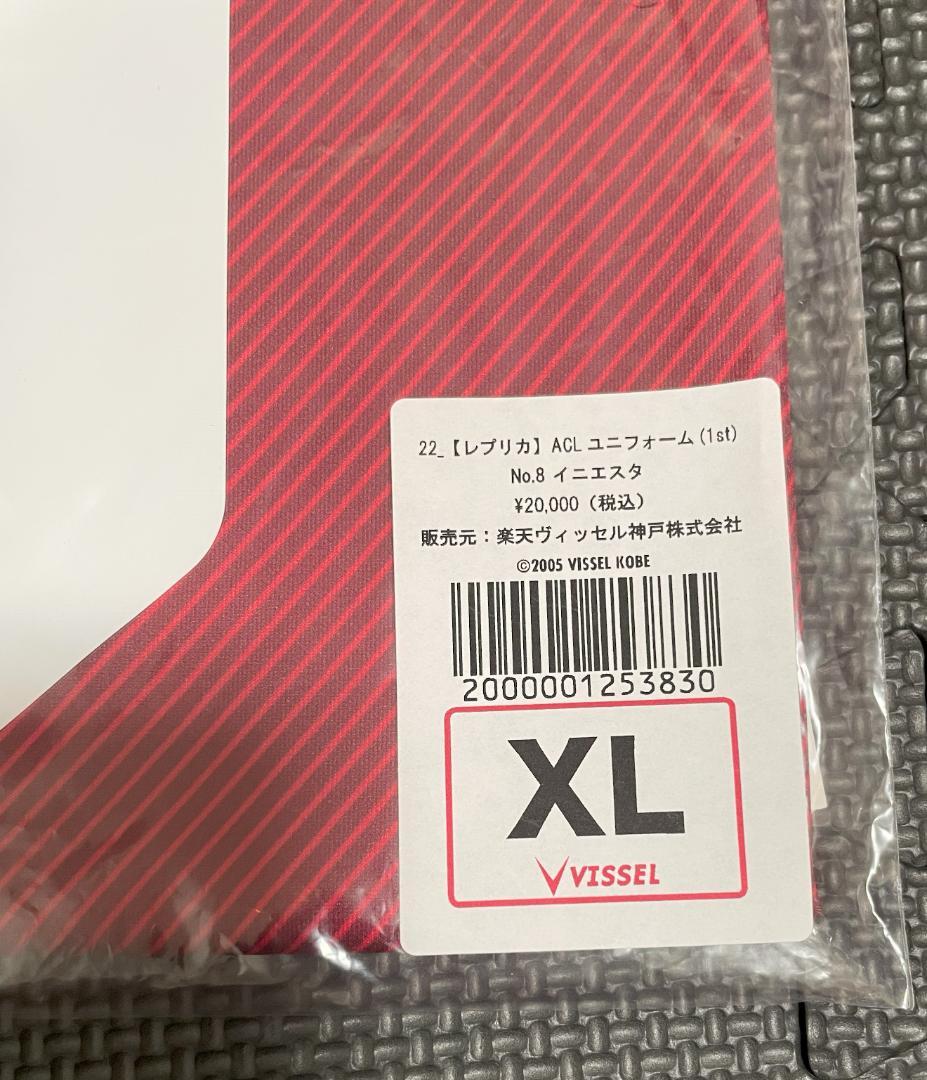 22_【レプリカ】ACL ユニフォーム(1st)
No.8 イニエスタ
¥20,000（税込）
販売元：楽天ヴィッセル神戸株式会社
©2005 VISSEL KOBE
2000001253830
XL
VISSEL